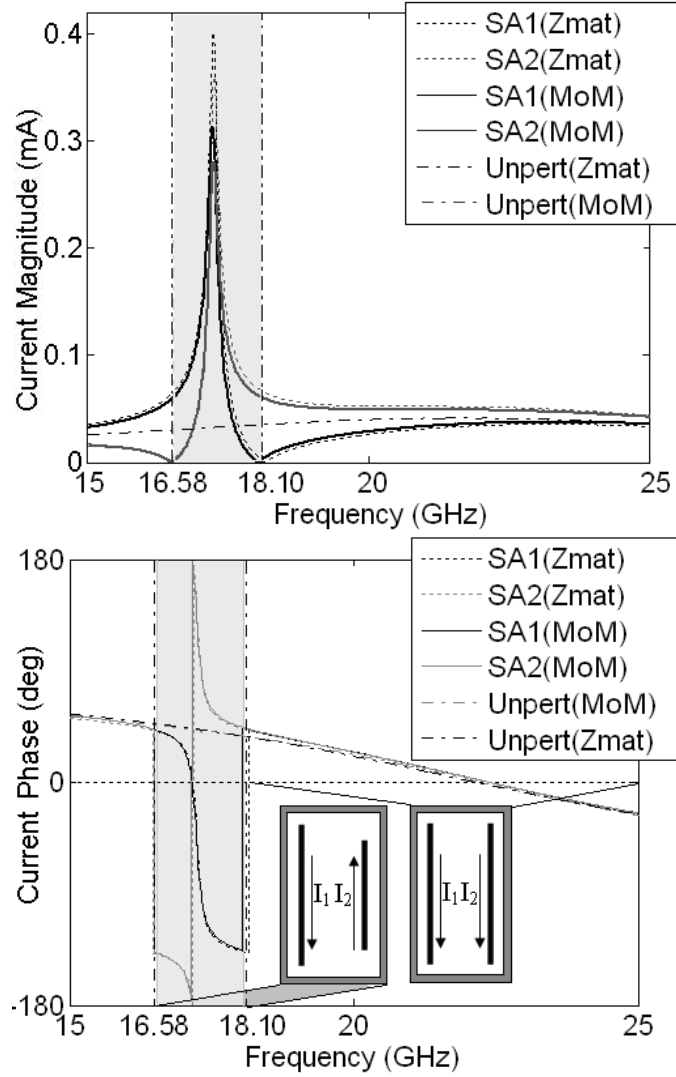 0.4
0.3
0.2
0.1
0
Current Magnitude (mA)
SA1(Zmat)
SA2(Zmat)
SA1(MoM)
SA2(MoM)
Unpert(Zmat)
Unpert(MoM)
15 16.58 18.10 20 25
Frequency (GHz)
180
0
-180
Current Phase (deg)
SA1(Zmat)
SA2(Zmat)
SA1(MoM)
SA2(MoM)
Unpert(MoM)
Unpert(Zmat)
I1 I2
I1 I2
15 16.58 18.10 20 25
Frequency (GHz)